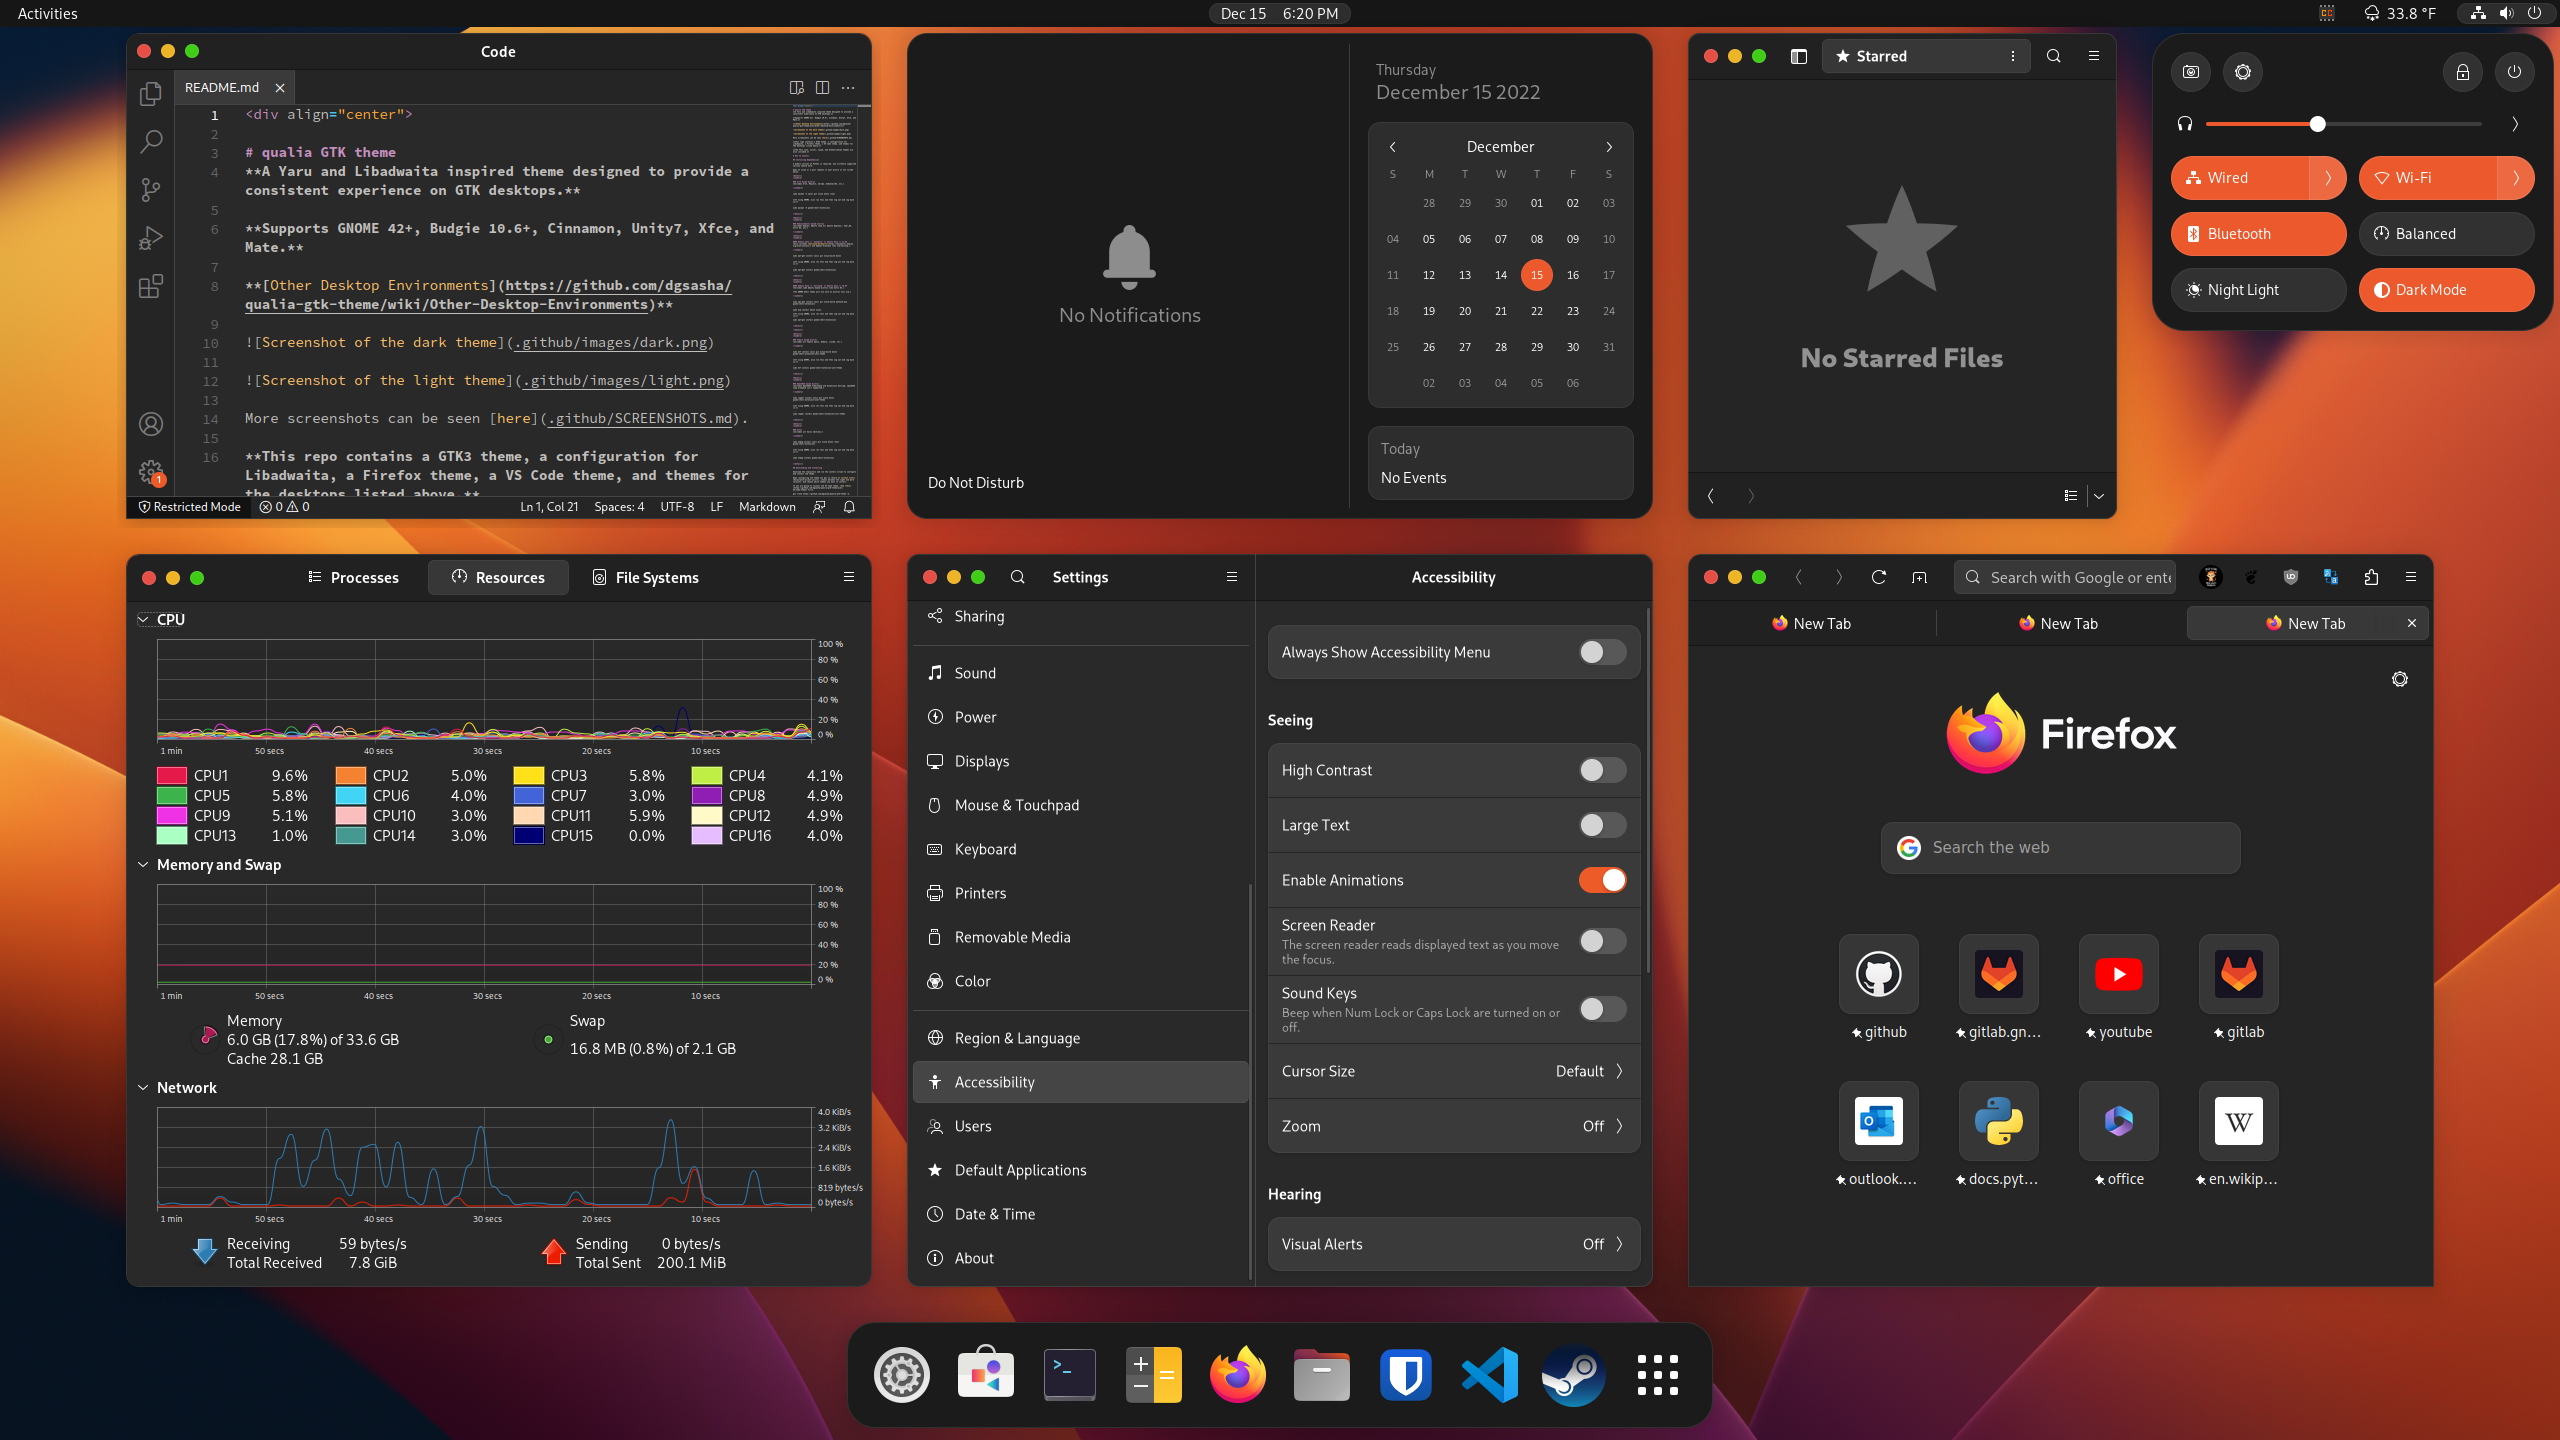 Activities
Dec 15 6:20 PM
33.8 °F
Code
README.md
1 <div align="center">
2
3 # qualia GTK theme
4 **A Yaru and Libadwaita inspired theme designed to provide a
consistent experience on GTK desktops.**
5
6 **Supports GNOME 42+, Budgie 10.6+, Cinnamon, Unity7, Xfce, and
Mate.**
7
8 **[Other Desktop Environments](https://github.com/dgsasha/
qualia-gtk-theme/wiki/Other-Desktop-Environments)**
9
10 ![Screenshot of the dark theme](.github/images/dark.png)
11
12 ![Screenshot of the light theme](.github/images/light.png)
13
14 More screenshots can be seen [here](.github/SCREENSHOTS.md).
15
16 **This repo contains a GTK3 theme, a configuration for
Libadwaita, a Firefox theme, a VS Code theme, and themes for
the desktops listed above.**
1
Restricted Mode 0 0 Ln 1, Col 21 Spaces: 4 UTF-8 LF Markdown
No Notifications
Do Not Disturb
Thursday
December 15 2022
December
S M T W T F S
28 29 30 01 02 03
04 05 06 07 08 09 10
11 12 13 14 15 16 17
18 19 20 21 22 23 24
25 26 27 28 29 30 31
02 03 04 05 06
Today
No Events
Starred
No Starred Files
Wired
Wi-Fi
Bluetooth
Balanced
Night Light
Dark Mode
Processes Resources File Systems
CPU
100 %
80 %
60 %
40 %
20 %
0 %
1 min 50 secs 40 secs 30 secs 20 secs 10 secs
CPU1 9.6% CPU2 5.0% CPU3 5.8% CPU4 4.1%
CPU5 5.8% CPU6 4.0% CPU7 3.0% CPU8 4.9%
CPU9 5.1% CPU10 3.0% CPU11 5.9% CPU12 4.9%
CPU13 1.0% CPU14 3.0% CPU15 0.0% CPU16 4.0%
Memory and Swap
100 %
80 %
60 %
40 %
20 %
0 %
1 min 50 secs 40 secs 30 secs 20 secs 10 secs
Memory
6.0 GB (17.8%) of 33.6 GB
Cache 28.1 GB
Swap
16.8 MB (0.8%) of 2.1 GB
Network
4.0 KiB/s
3.2 KiB/s
2.4 KiB/s
1.6 KiB/s
819 bytes/s
0 bytes/s
1 min 50 secs 40 secs 30 secs 20 secs 10 secs
Receiving 59 bytes/s
Total Received 7.8 GiB
Sending 0 bytes/s
Total Sent 200.1 MiB
Settings
Sharing
Sound
Power
Displays
Mouse & Touchpad
Keyboard
Printers
Removable Media
Color
Region & Language
Accessibility
Users
Default Applications
Date & Time
About
Accessibility
Always Show Accessibility Menu
Seeing
High Contrast
Large Text
Enable Animations
Screen Reader
The screen reader reads displayed text as you move
the focus.
Sound Keys
Beep when Num Lock or Caps Lock are turned on or
off.
Cursor Size Default
Zoom Off
Hearing
Visual Alerts Off
Search with Google or ente
New Tab New Tab New Tab
Firefox
Search the web
github gitlab.gn... youtube gitlab
outlook.... docs.pyt... office en.wikip...